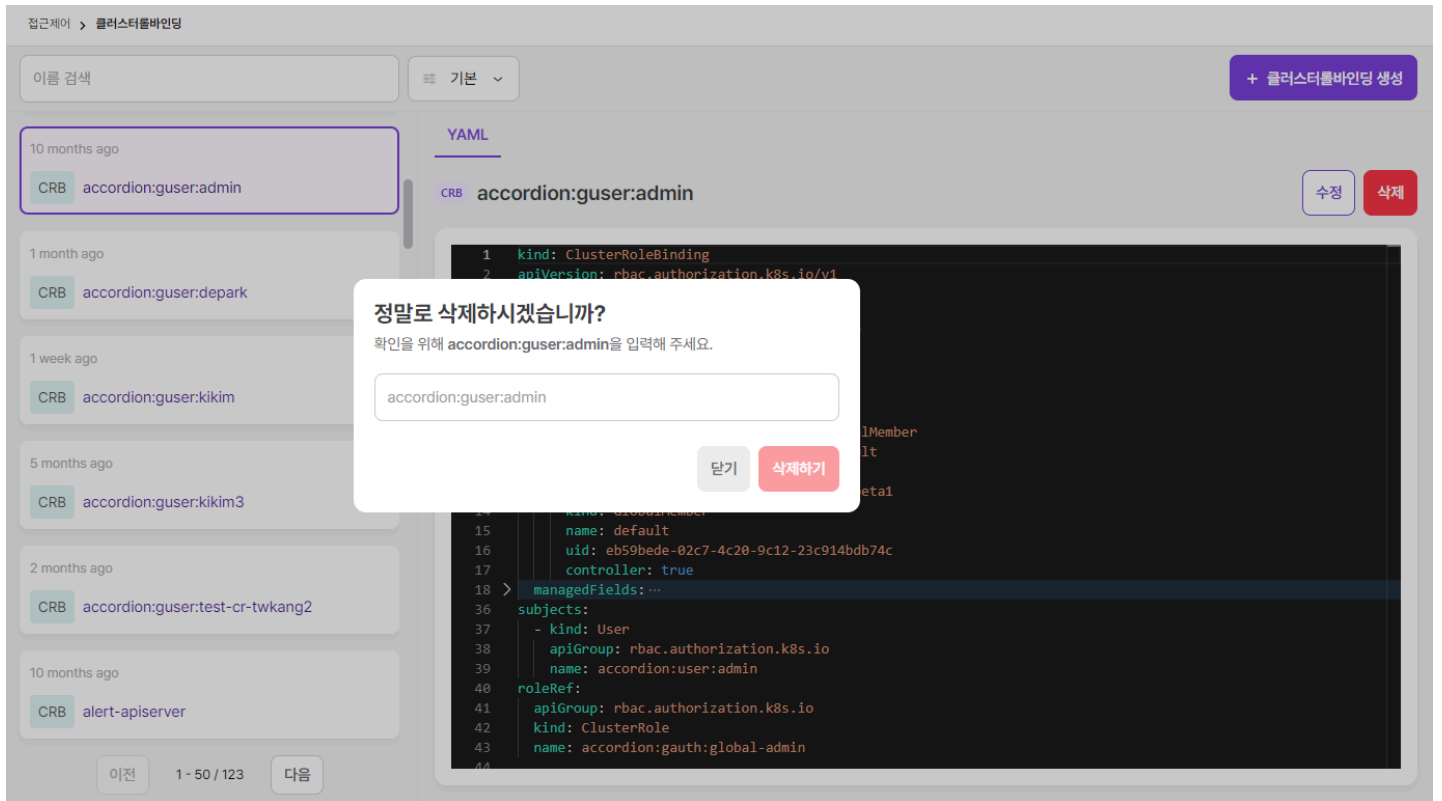 접근제어 > 클러스터롤바인딩
이름 검색
기본
+ 클러스터롤바인딩 생성
10 months ago
CRB accordion:guser:admin
1 month ago
CRB accordion:guser:depark
1 week ago
CRB accordion:guser:kikim
5 months ago
CRB accordion:guser:kikim3
2 months ago
CRB accordion:guser:test-cr-twkang2
10 months ago
CRB alert-apiserver
이전 1 - 50 / 123 다음
YAML
CRB accordion:guser:admin
수정 삭제
1 kind: ClusterRoleBinding
2 apiVersion: rbac.authorization.k8s.io/v1
정말로 삭제하시겠습니까?
확인을 위해 accordion:guser:admin을 입력해 주세요.
accordion:guser:admin
닫기 삭제하기
lMember
lt
eta1
14 kind: GlobalMember
15 name: default
16 uid: eb59bede-02c7-4c20-9c12-23c914bdb74c
17 controller: true
18 > managedFields: ···
36 subjects:
37 - kind: User
38 apiGroup: rbac.authorization.k8s.io
39 name: accordion:user:admin
40 roleRef:
41 apiGroup: rbac.authorization.k8s.io
42 kind: ClusterRole
43 name: accordion:gauth:global-admin
44